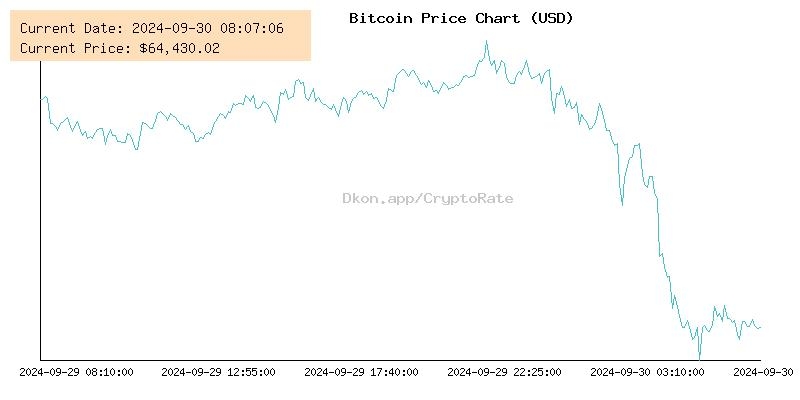 Bitcoin Price Chart (USD)
Current Date: 2024-09-30 08:07:06
Current Price: $64,430.02
Dkon.app/CryptoRate
2024-09-29 08:10:00 2024-09-29 12:55:00 2024-09-29 17:40:00 2024-09-29 22:25:00 2024-09-30 03:10:00 2024-09-30